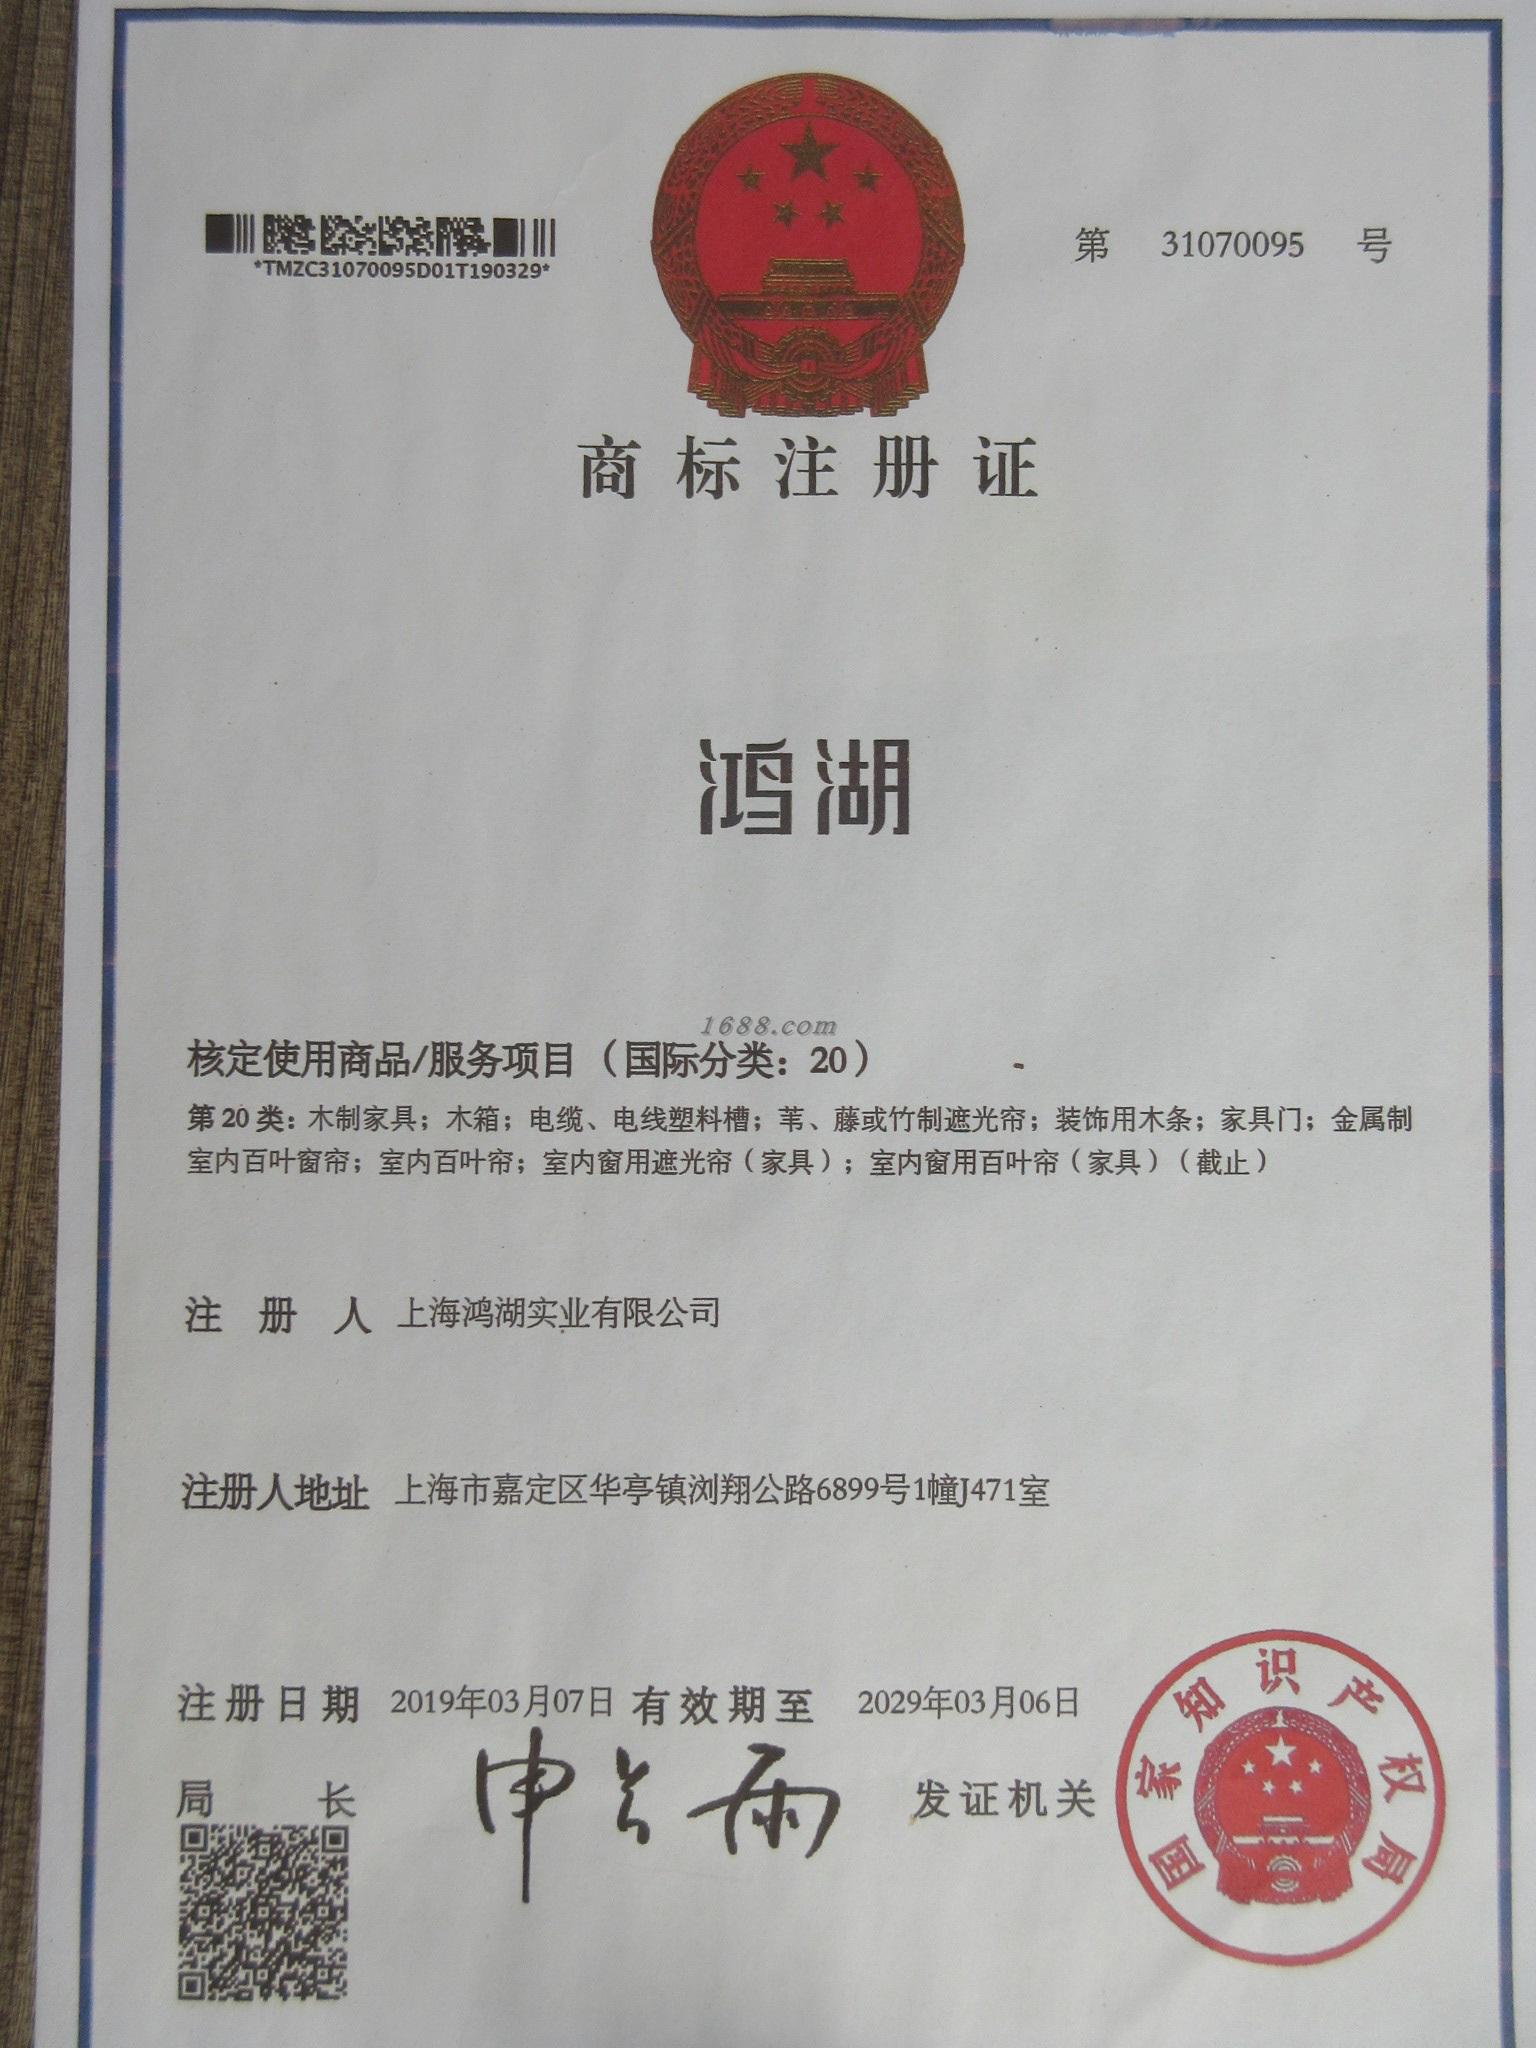 *TMZC31070095D01T190329*
第 31070095 号
商标注册证
鸿湖
1688.com
核定使用商品/服务项目（国际分类：20）
第20类：木制家具；木箱；电缆、电线塑料槽；苇、藤或竹制遮光帘；装饰用木条；家具门；金属制
室内百叶窗帘；室内百叶帘；室内窗用遮光帘（家具）；室内窗用百叶帘（家具）（截止）
注册人 上海鸿湖实业有限公司
注册人地址 上海市嘉定区华亭镇浏翔公路6899号1幢J471室
注册日期 2019年03月07日 有效期至 2029年03月06日
局长 申长雨 发证机关
国家知识产权局